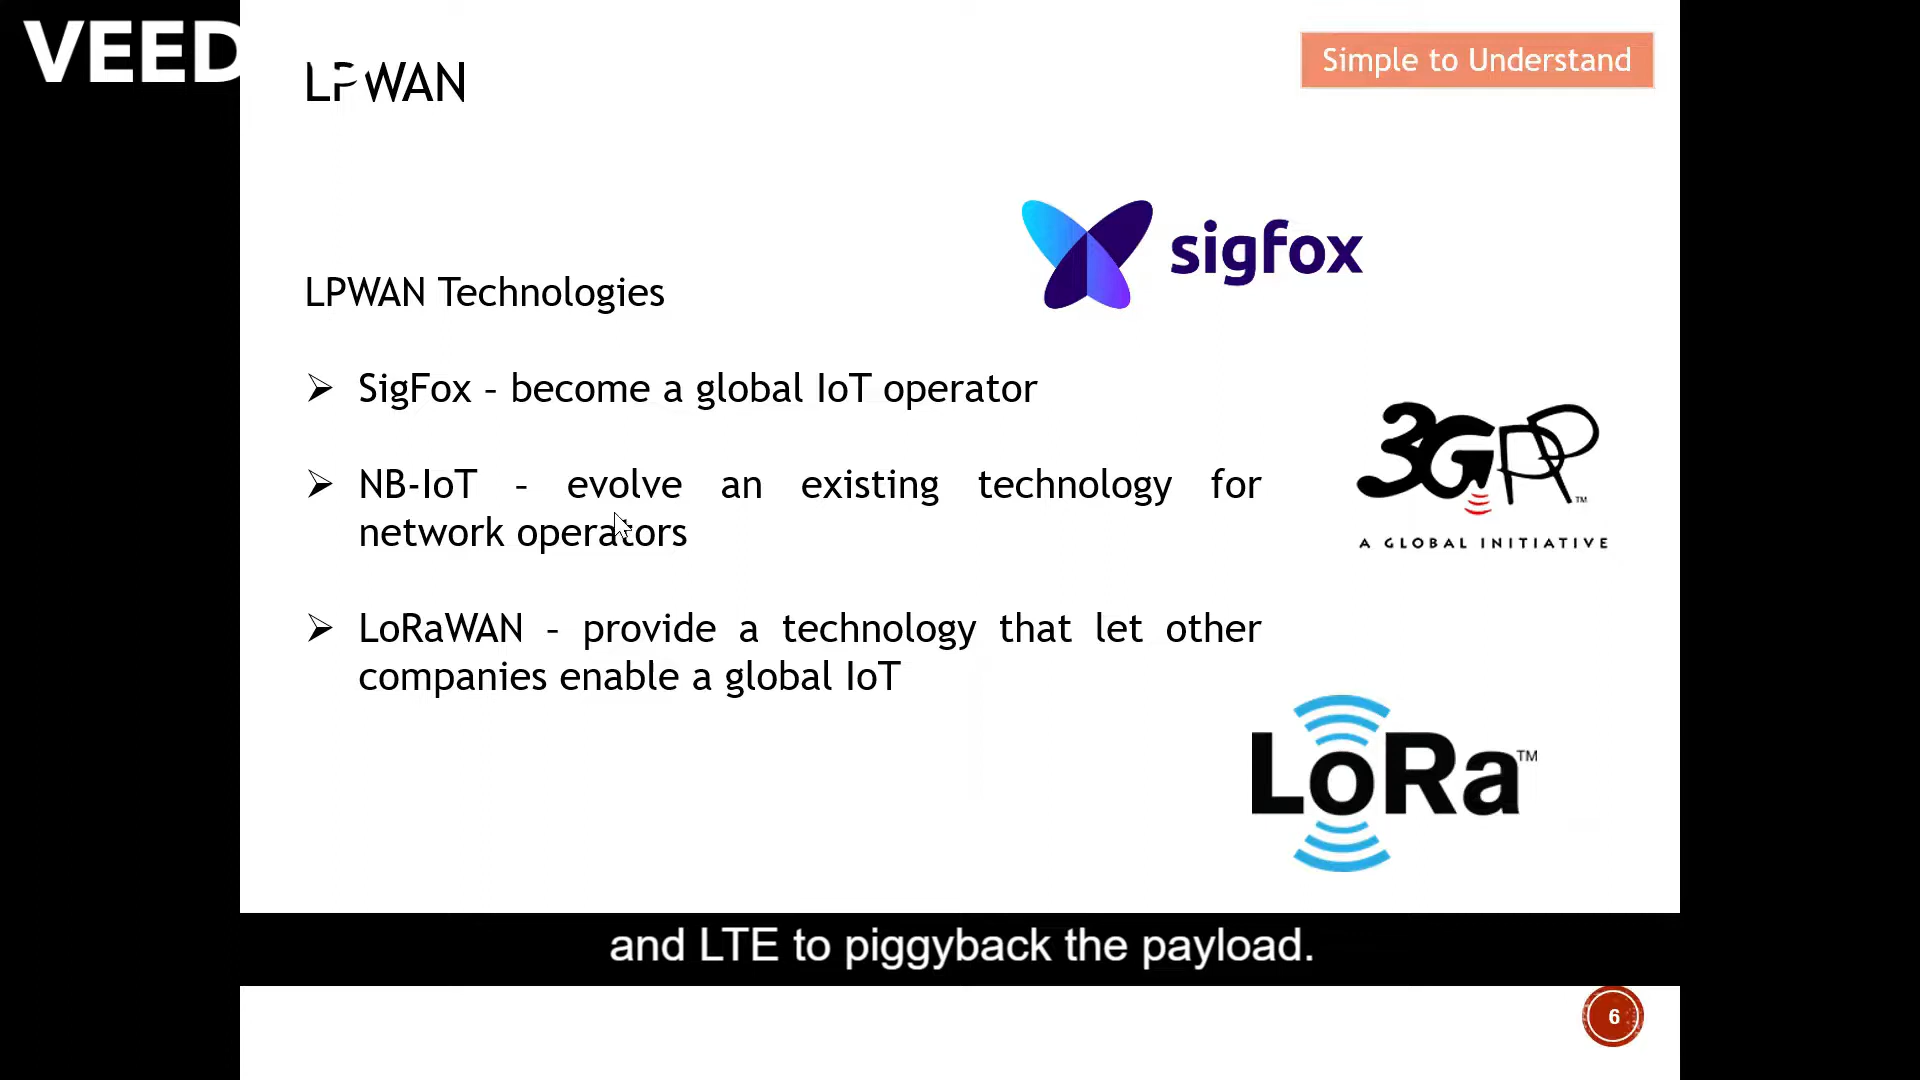 VEED
LPWAN
Simple to Understand
sigfox
LPWAN Technologies
SigFox – become a global IoT operator
NB-IoT – evolve an existing technology for
network operators
3GPP™
A GLOBAL INITIATIVE
LoRaWAN – provide a technology that let other
companies enable a global IoT
LoRa™
and LTE to piggyback the payload.
6